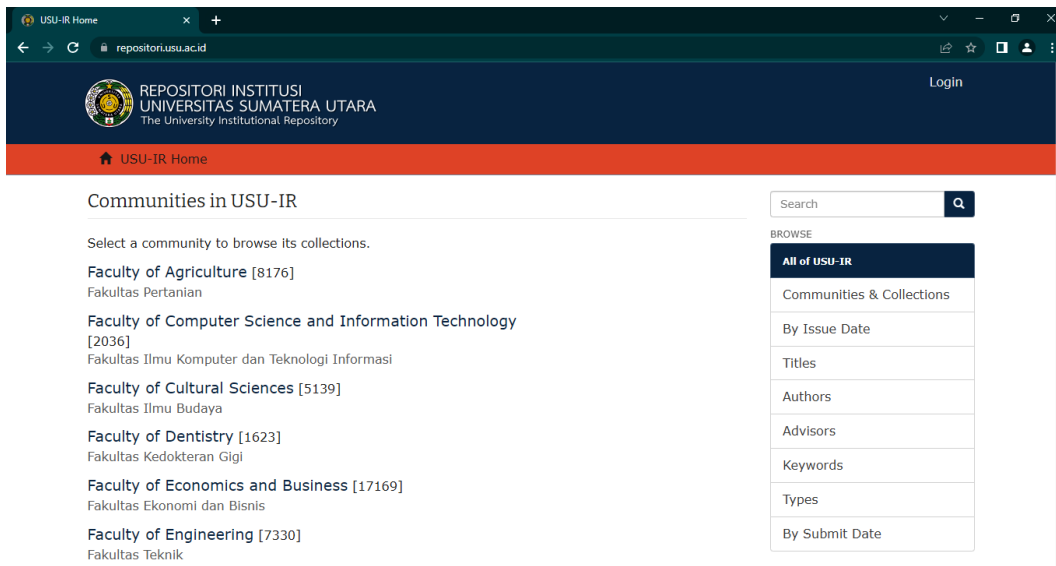 USU-IR Home
repositori.usu.ac.id
REPOSITORI INSTITUSI
UNIVERSITAS SUMATERA UTARA
The University Institutional Repository
Login
USU-IR Home
Communities in USU-IR
Select a community to browse its collections.
Faculty of Agriculture [8176]
Fakultas Pertanian
Faculty of Computer Science and Information Technology
[2036]
Fakultas Ilmu Komputer dan Teknologi Informasi
Faculty of Cultural Sciences [5139]
Fakultas Ilmu Budaya
Faculty of Dentistry [1623]
Fakultas Kedokteran Gigi
Faculty of Economics and Business [17169]
Fakultas Ekonomi dan Bisnis
Faculty of Engineering [7330]
Fakultas Teknik
Search
BROWSE
All of USU-IR
Communities & Collections
By Issue Date
Titles
Authors
Advisors
Keywords
Types
By Submit Date